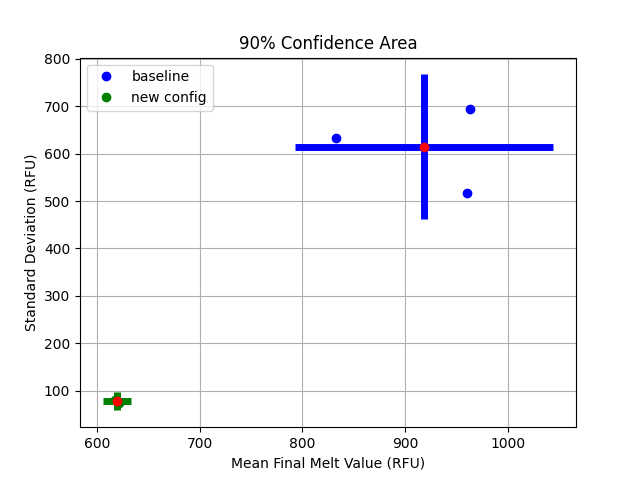 90% Confidence Area
baseline
new config
800
700
600
500
400
300
200
100
Standard Deviation (RFU)
600
700
800
900
1000
Mean Final Melt Value (RFU)